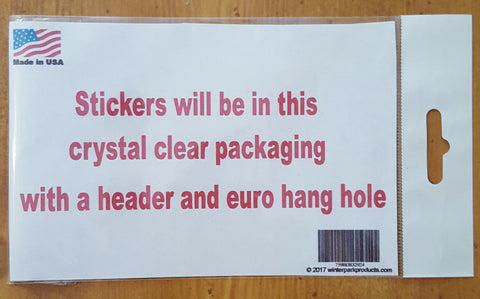 Made in USA
Stickers will be in this
crystal clear packaging
with a header and euro hang hole
© 2017 winterparkproducts.com